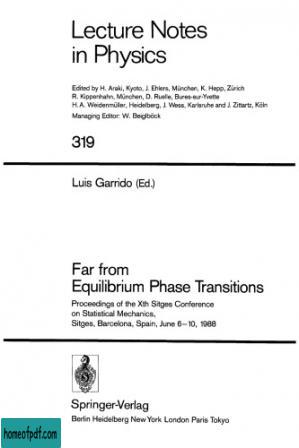 Lecture Notes
in Physics
Edited by H. Araki, Kyoto, J. Ehlers, München, K. Hepp, Zürich
R. Kippenhahn, München, D. Ruelle, Bures-sur-Yvette
H. A. Weidenmüller, Heidelberg, J. Wess, Karlsruhe and J. Zittartz, Köln
Managing Editor: W. Beiglböck
319
Luis Garrido (Ed.)
Far from
Equilibrium Phase Transitions
Proceedings of the Xth Sitges Conference
on Statistical Mechanics,
Sitges, Barcelona, Spain, June 6–10, 1988
Springer-Verlag
Berlin Heidelberg New York London Paris Tokyo
homeofpdf.com